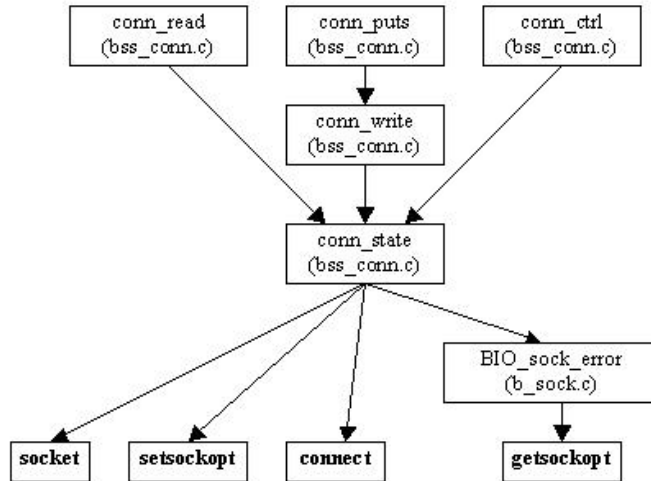 conn_read
(bss_conn.c)
conn_puts
(bss_conn.c)
conn_ctrl
(bss_conn.c)
conn_write
(bss_conn.c)
conn_state
(bss_conn.c)
BIO_sock_error
(b_sock.c)
socket
setsockopt
connect
getsockopt